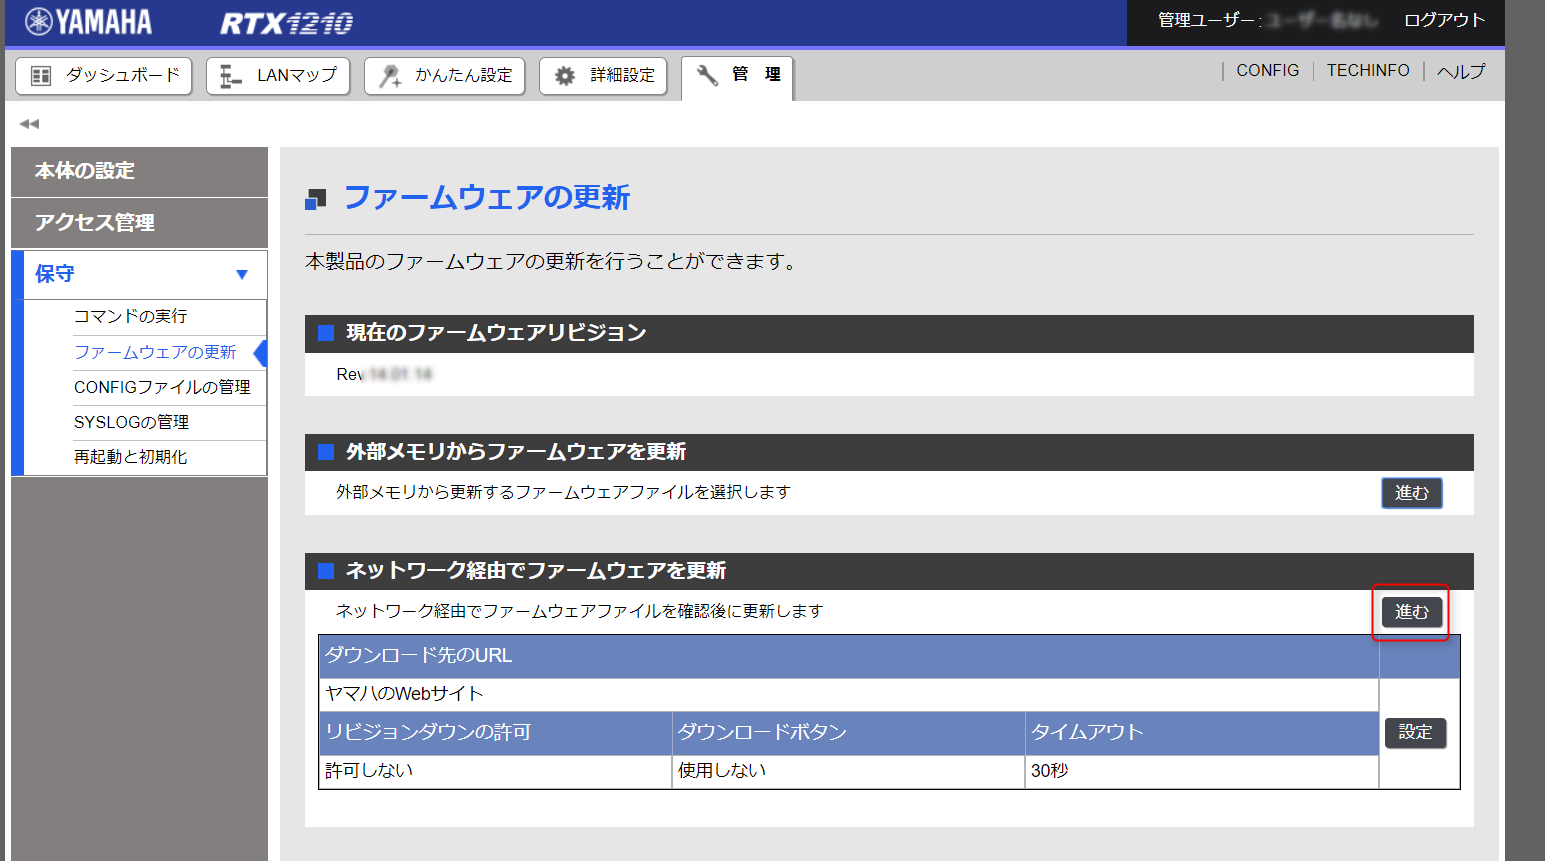 YAMAHA RTX1210 管理ユーザー : ログアウト
ダッシュボード LANマップ かんたん設定 詳細設定 管 理 CONFIG TECHINFO ヘルプ
本体の設定
アクセス管理
保守
コマンドの実行
ファームウェアの更新
CONFIGファイルの管理
SYSLOGの管理
再起動と初期化
ファームウェアの更新
本製品のファームウェアの更新を行うことができます。
現在のファームウェアリビジョン
外部メモリからファームウェアを更新
外部メモリから更新するファームウェアファイルを選択します 進む
ネットワーク経由でファームウェアを更新
ネットワーク経由でファームウェアファイルを確認後に更新します 進む
ダウンロード先のURL
ヤマハのWebサイト
リビジョンダウンの許可 ダウンロードボタン タイムアウト 設定
許可しない 使用しない 30秒